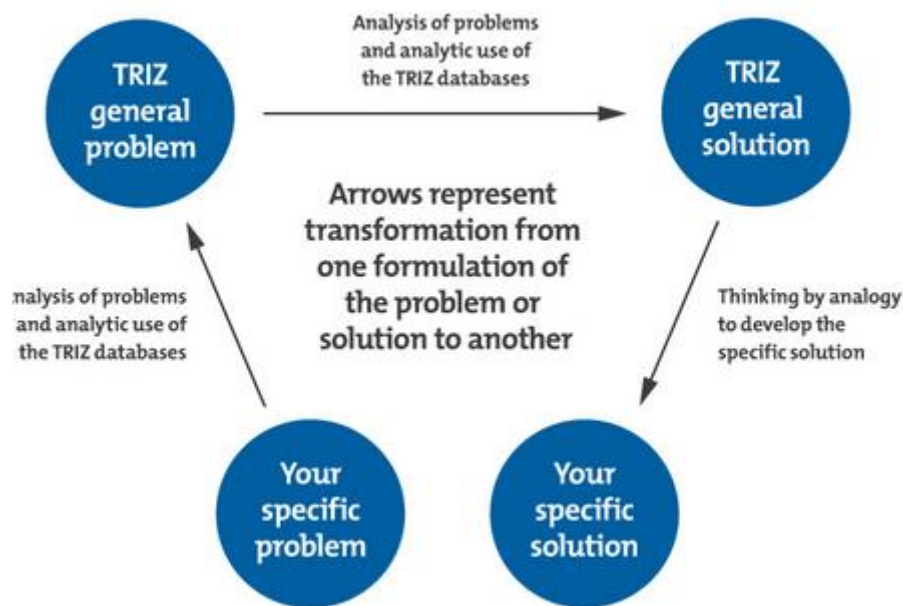 Analysis of problems
and analytic use of
the TRIZ databases
TRIZ
general
problem
TRIZ
general
solution
Arrows represent
transformation from
one formulation of
the problem or
solution to another
nalysis of problems
and analytic use of
the TRIZ databases
Thinking by analogy
to develop the
specific solution
Your
specific
problem
Your
specific
solution